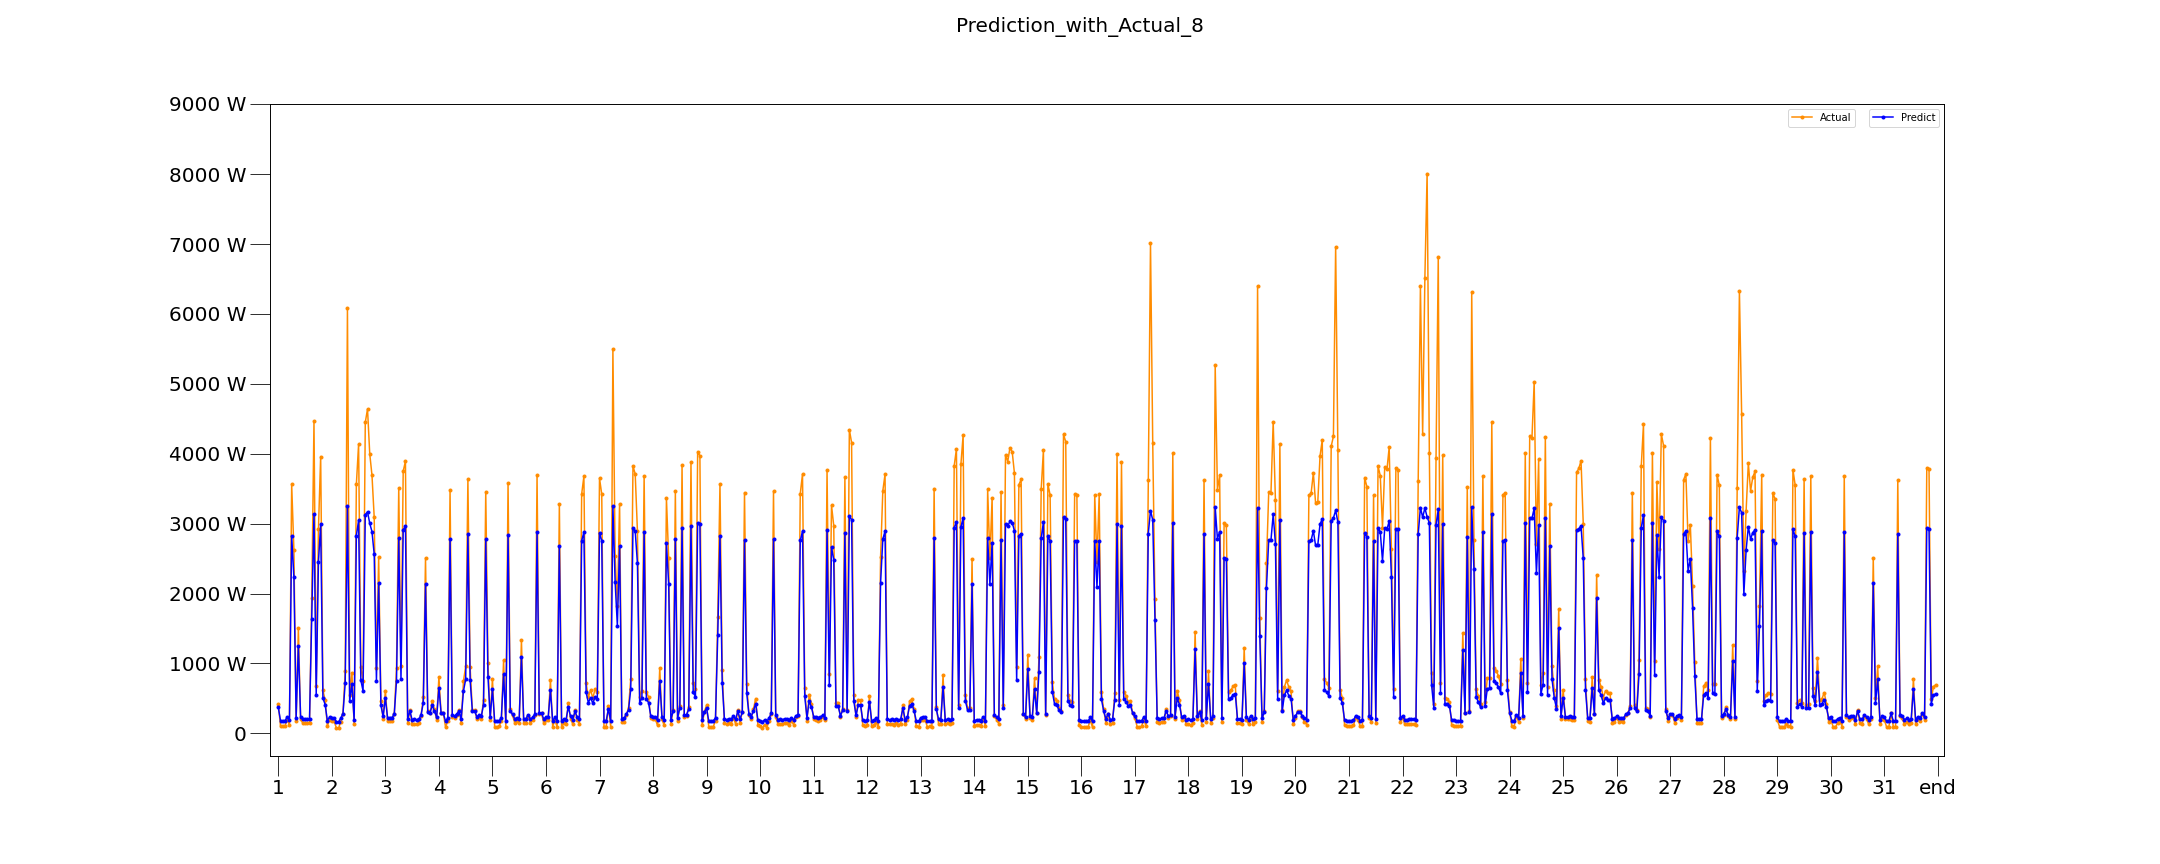 Prediction_with_Actual_8
Actual Predict
9000 W
8000 W
7000 W
6000 W
5000 W
4000 W
3000 W
2000 W
1000 W
0
1 2 3 4 5 6 7 8 9 10 11 12 13 14 15 16 17 18 19 20 21 22 23 24 25 26 27 28 29 30 31 end